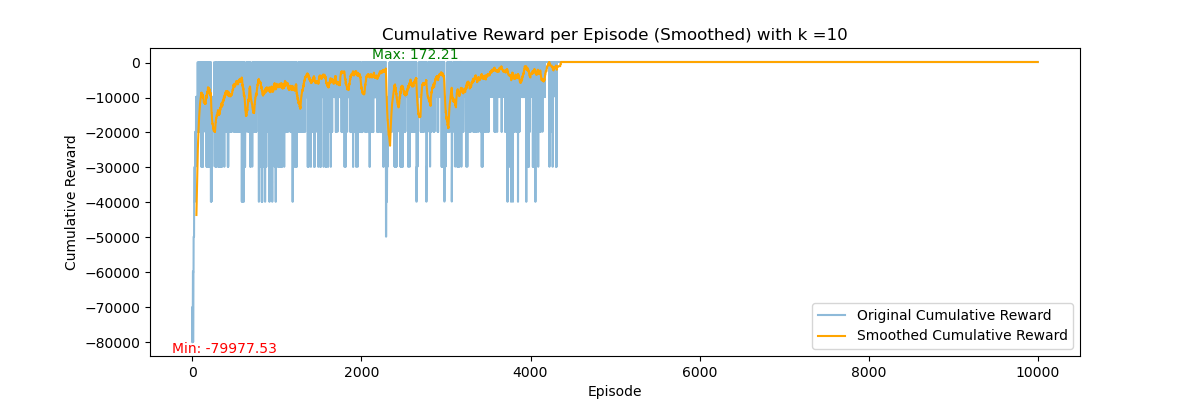 Cumulative Reward per Episode (Smoothed) with k =10
Max: 172.21
0
−10000
−20000
−30000
−40000
−50000
−60000
−70000
−80000
Cumulative Reward
Min: -79977.53
Original Cumulative Reward
Smoothed Cumulative Reward
0 2000 4000 6000 8000 10000
Episode